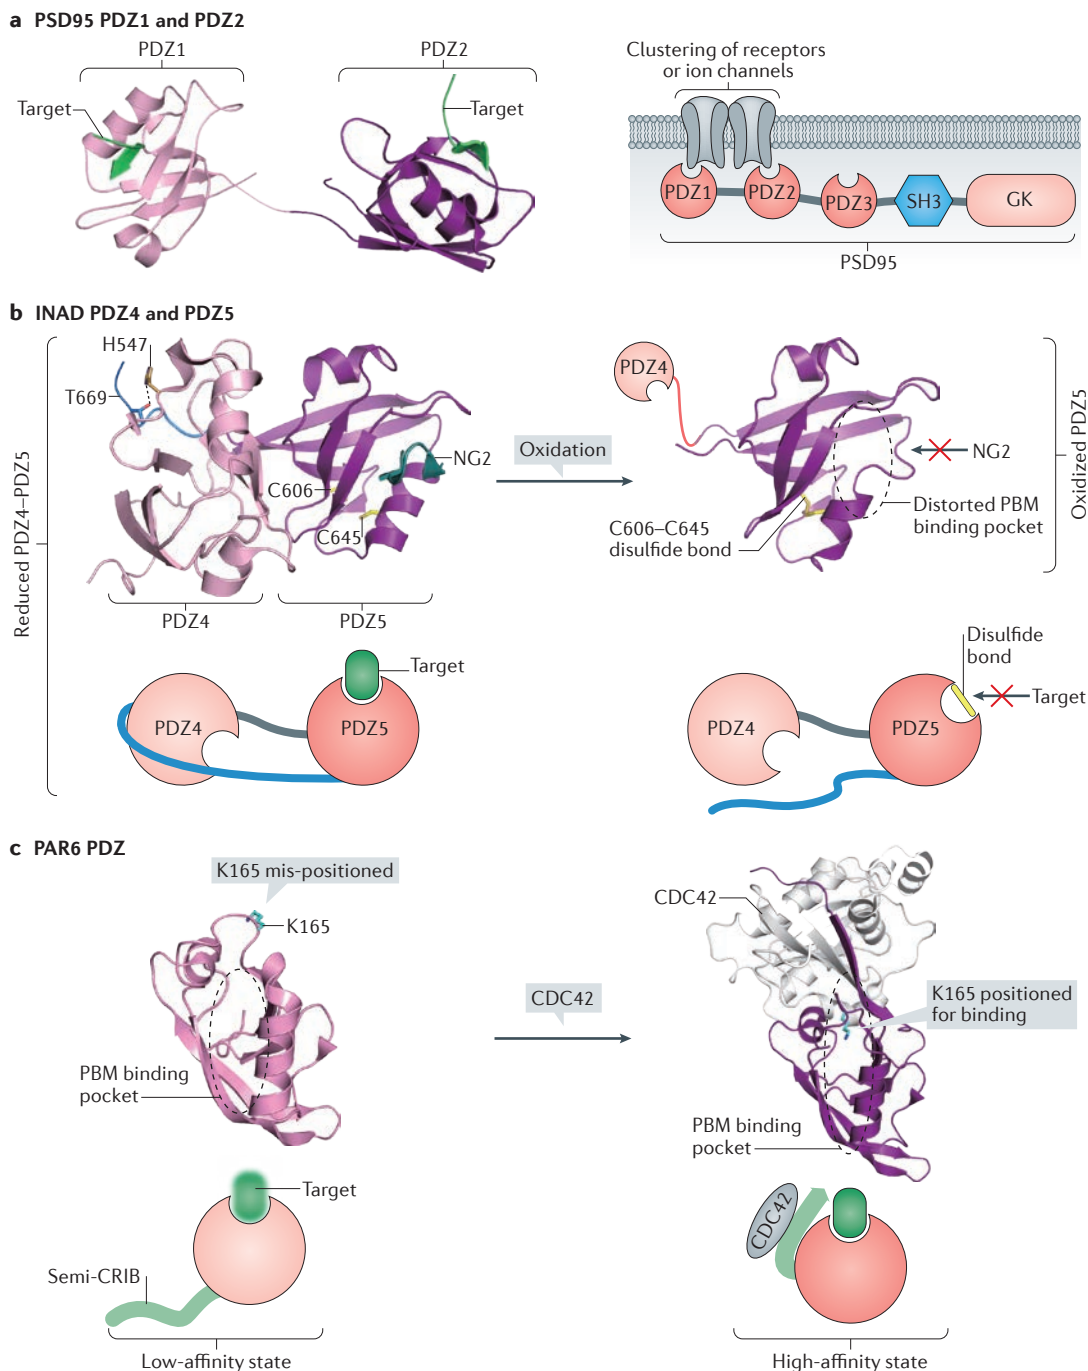 a PSD95 PDZ1 and PDZ2
PDZ1
PDZ2
Target
Target
Clustering of receptors
or ion channels
PDZ1
PDZ2
PDZ3
SH3
GK
PSD95
b INAD PDZ4 and PDZ5
Reduced PDZ4–PDZ5
H547
T669
C606
C645
NG2
PDZ4
PDZ5
Oxidation
PDZ4
NG2
Distorted PBM
binding pocket
C606–C645
disulfide bond
Oxidized PDZ5
Target
PDZ4
PDZ5
Disulfide
bond
Target
PDZ4
PDZ5
c PAR6 PDZ
K165 mis-positioned
K165
PBM binding
pocket
CDC42
CDC42
K165 positioned
for binding
PBM binding
pocket
Target
Semi-CRIB
Low-affinity state
CDC42
High-affinity state